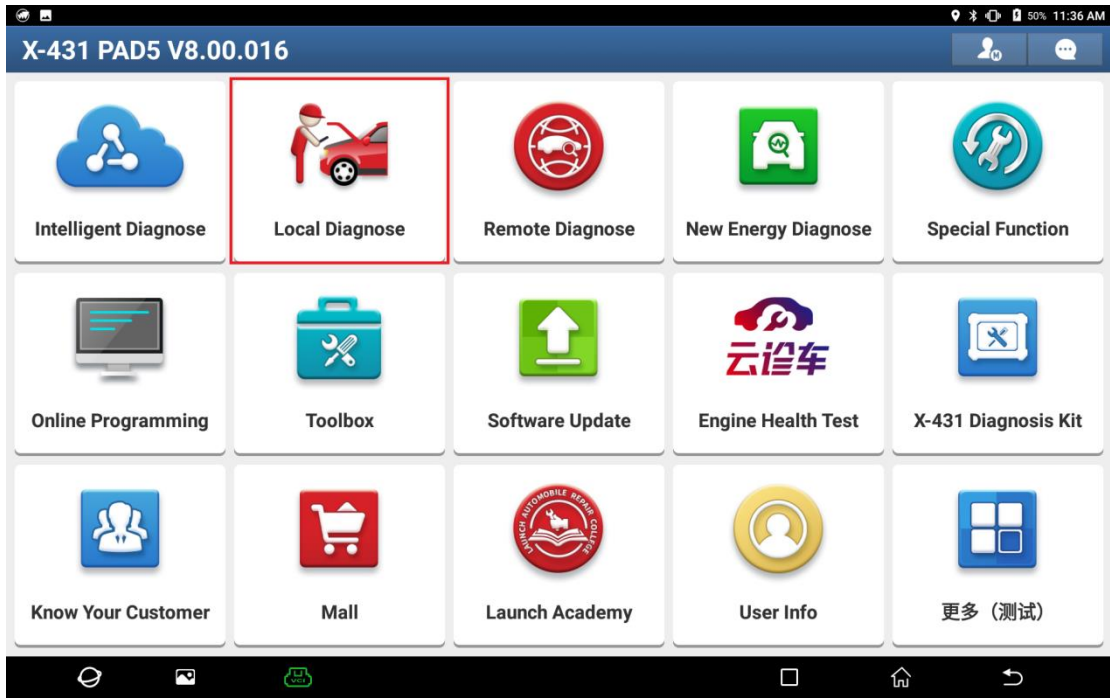 50% 11:36 AM
X-431 PAD5 V8.00.016
Intelligent Diagnose
Local Diagnose
Remote Diagnose
New Energy Diagnose
Special Function
云诊车
Online Programming
Toolbox
Software Update
Engine Health Test
X-431 Diagnosis Kit
LAUNCH AUTOMOBILE REPAIR COLLEGE
Know Your Customer
Mall
Launch Academy
User Info
更多（测试）
VCI